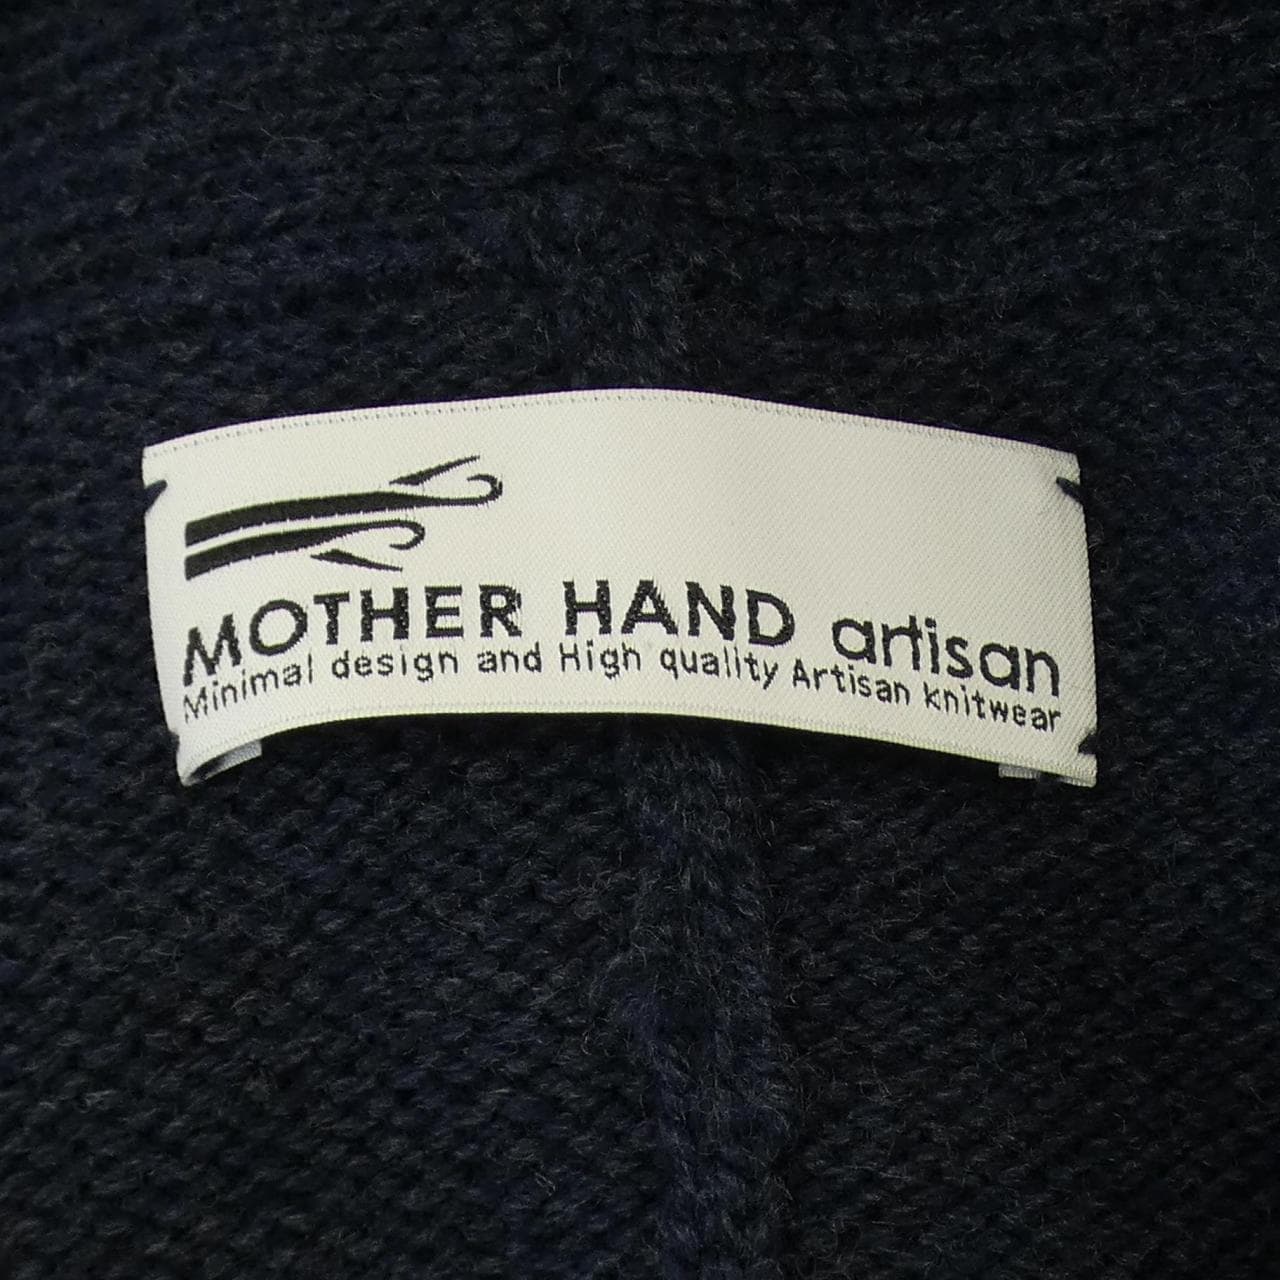 MOTHER HAND artisan
Minimal design and High quality Artisan knitwear